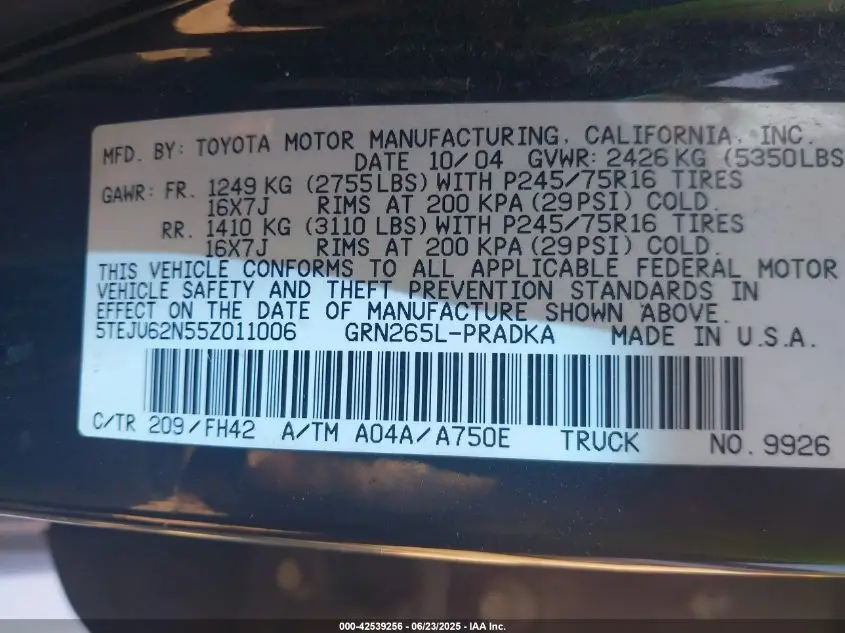 MFD. BY: TOYOTA MOTOR MANUFACTURING, CALIFORNIA, INC.
DATE 10/04 GVWR: 2426 KG (5350LBS
GAWR: FR. 1249 KG (2755LBS) WITH P245/75R16 TIRES
16X7J RIMS AT 200 KPA (29PSI) COLD.
RR. 1410 KG (3110 LBS) WITH P245/75R16 TIRES
16X7J RIMS AT 200 KPA (29PSI) COLD.
THIS VEHICLE CONFORMS TO ALL APPLICABLE FEDERAL MOTOR
VEHICLE SAFETY AND THEFT PREVENTION STANDARDS IN
EFFECT ON THE DATE OF MANUFACTURE SHOWN ABOVE.
5TEJU62N55Z011006 GRN265L-PRADKA MADE IN U.S.A.
C/TR 209/FH42 A/TM A04A/A750E TRUCK NO. 9926
000-42539256 - 06/23/2025 - IAA Inc.